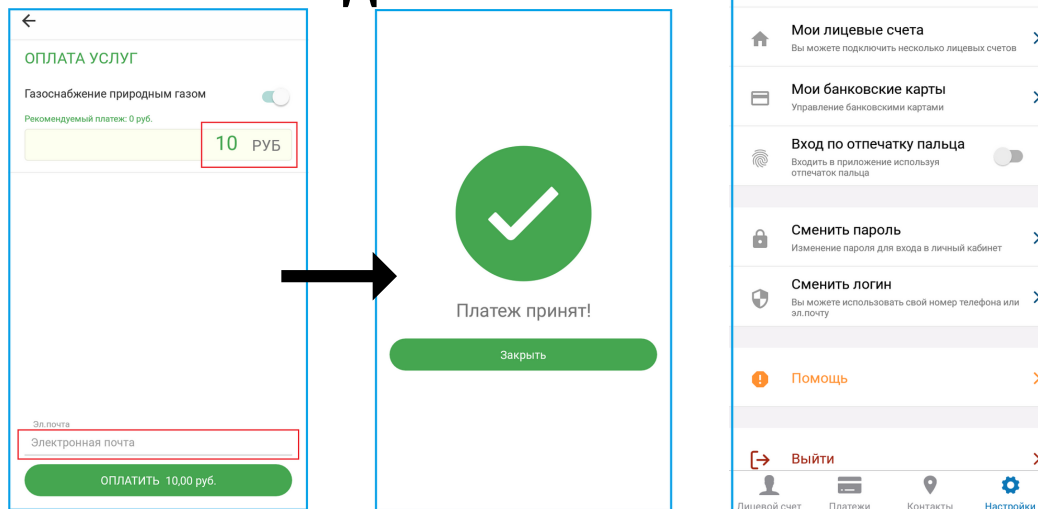 ОПЛАТА УСЛУГ
Газоснабжение природным газом
Рекомендуемый платеж: 0 руб.
10 РУБ
Эл.почта
Электронная почта
ОПЛАТИТЬ 10,00 руб.
Платеж принят!
Закрыть
Мои лицевые счета
Вы можете подключить несколько лицевых счетов
Мои банковские карты
Управление банковскими картами
Вход по отпечатку пальца
Входить в приложение используя
отпечаток пальца
Сменить пароль
Изменение пароля для входа в личный кабинет
Сменить логин
Вы можете использовать свой номер телефона или
эл.почту
Помощь
Выйти
Лицевой счет Платежи Контакты Настройки